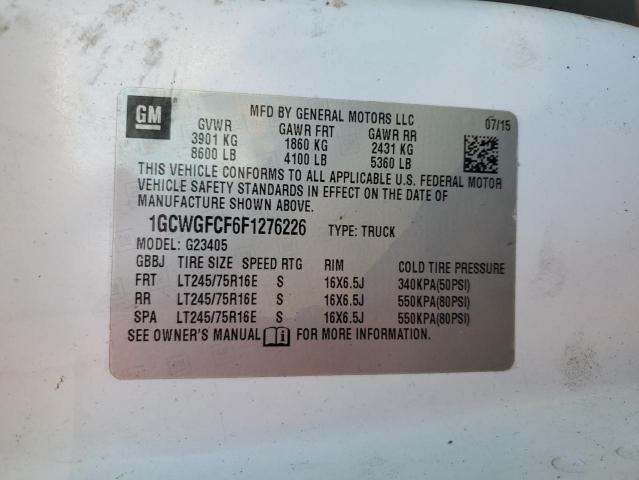 GM
MFD BY GENERAL MOTORS LLC
07/15
GVWR GAWR FRT GAWR RR
3901 KG 1860 KG 2431 KG
8600 LB 4100 LB 5360 LB
THIS VEHICLE CONFORMS TO ALL APPLICABLE U.S. FEDERAL MOTOR
VEHICLE SAFETY STANDARDS IN EFFECT ON THE DATE OF
MANUFACTURE SHOWN ABOVE.
1GCWGFCF6F1276226 TYPE: TRUCK
MODEL: G23405
GBBJ TIRE SIZE SPEED RTG RIM COLD TIRE PRESSURE
FRT LT245/75R16E S 16X6.5J 340KPA(50PSI)
RR LT245/75R16E S 16X6.5J 550KPA(80PSI)
SPA LT245/75R16E S 16X6.5J 550KPA(80PSI)
SEE OWNER'S MANUAL FOR MORE INFORMATION.